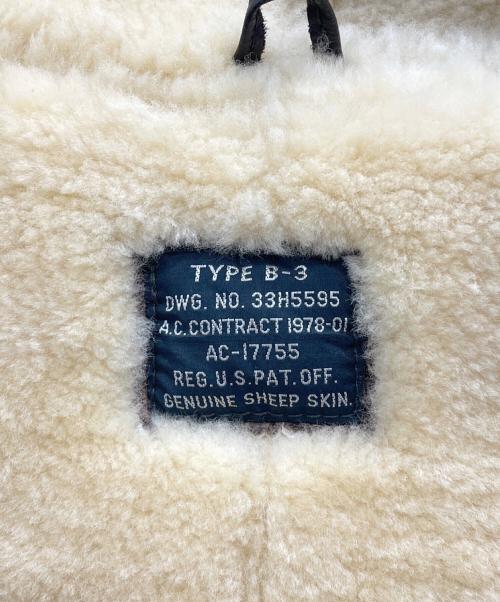 TYPE B-3
DWG. NO. 33H5595
A.C. CONTRACT 1978-01
AC-17755
REG. U.S. PAT. OFF.
GENUINE SHEEP SKIN.